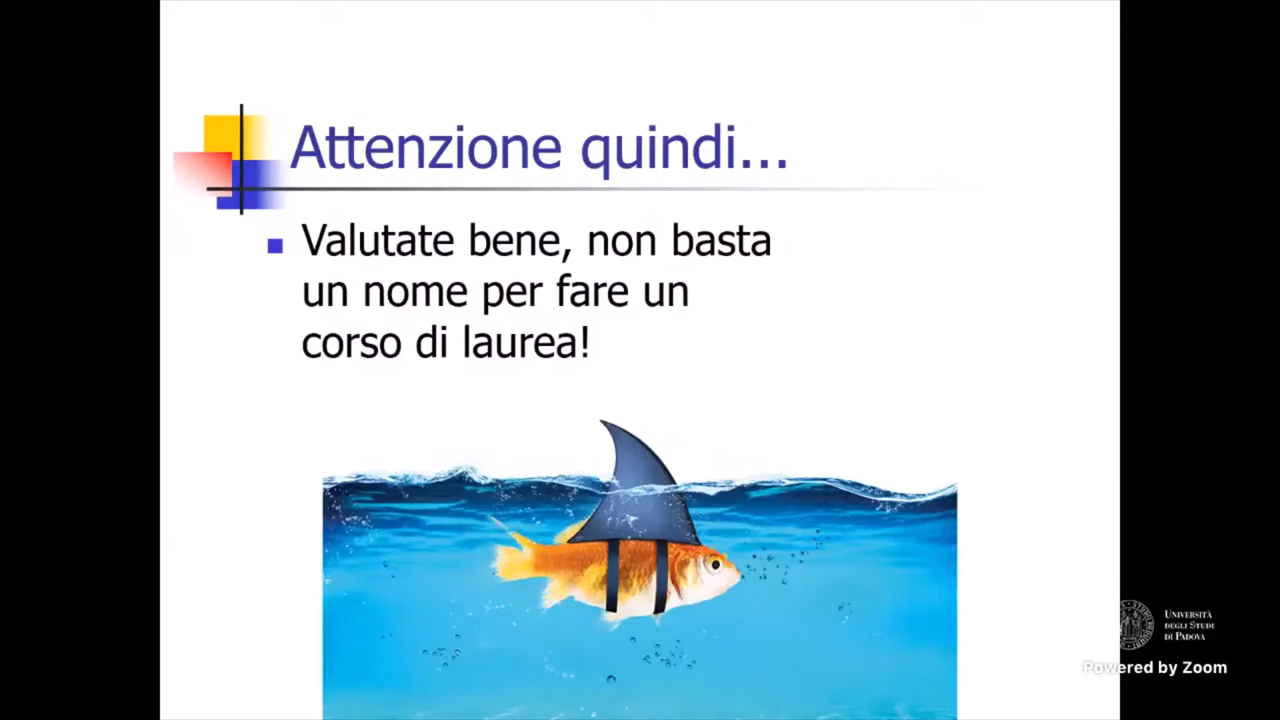 Attenzione quindi...
Valutate bene, non basta
un nome per fare un
corso di laurea!
UNIVERSITÀ
DEGLI STUDI
DI PADOVA
Powered by Zoom